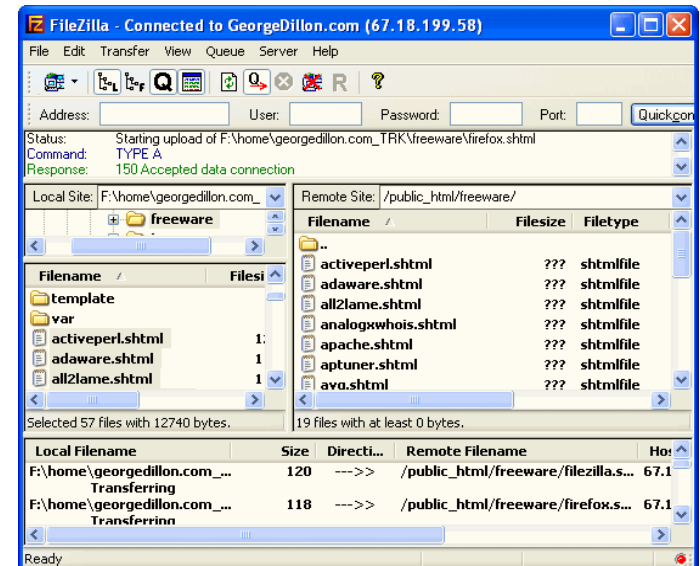 FileZilla - Connected to GeorgeDillon.com (67.18.199.58)
File Edit Transfer View Queue Server Help
Address: User: Password: Port: Quickcon
Status: Starting upload of F:\home\georgedillon.com_TRK\freeware\firefox.shtml
Command: TYPE A
Response: 150 Accepted data connection
Local Site: F:\home\georgedillon.com_
freeware
Filename Filesi
template
var
activeperl.shtml 1
adaware.shtml 1
all2lame.shtml 1
Selected 57 files with 12740 bytes.
Remote Site: /public_html/freeware/
Filename Filesize Filetype
..
activeperl.shtml ??? shtmlfile
adaware.shtml ??? shtmlfile
all2lame.shtml ??? shtmlfile
analogxwhois.shtml ??? shtmlfile
apache.shtml ??? shtmlfile
aptuner.shtml ??? shtmlfile
avg.shtml ??? shtmlfile
19 files with at least 0 bytes.
Local Filename Size Directi... Remote Filename Ho
F:\home\georgedillon.com_... 120 --->> /public_html/freeware/filezilla.s... 67.1
Transferring
F:\home\georgedillon.com_... 118 --->> /public_html/freeware/firefox.s... 67.1
Transferring
Ready